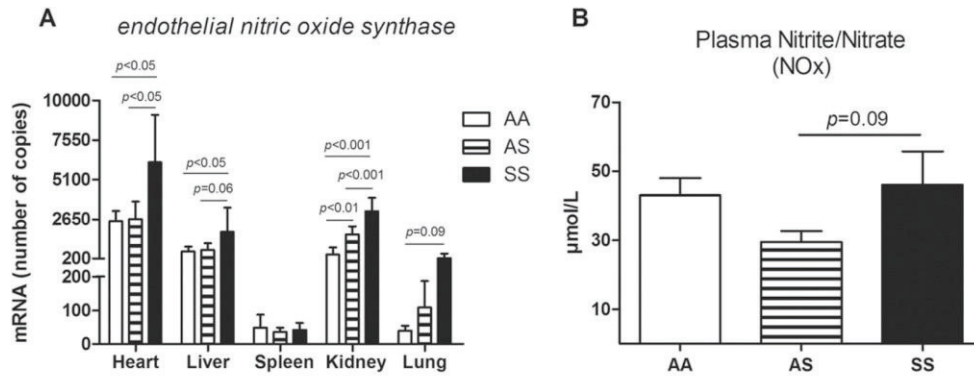 A
endothelial nitric oxide synthase
mRNA (number of copies)
10000
7550
5100
2650
200
200
100
0
p<0.05
p<0.05
p<0.05
p=0.06
p<0.001
p<0.001
p<0.01
p=0.09
AA
AS
SS
Heart Liver Spleen Kidney Lung
B
Plasma Nitrite/Nitrate
(NOx)
µmol/L
70
50
30
10
p=0.09
AA AS SS